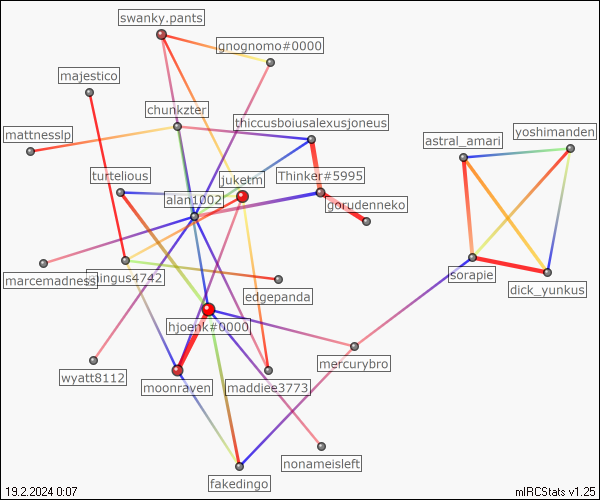 swanky.pants
gnognomo#0000
majestico
chunkzter
thiccusboiusalexusjoneus
mattnesslp
astral_amari
yoshimanden
turtelious
juketm
Thinker#5995
alan1002
gorudenneko
marcemadness
slingus4742
sorapie
dick_yunkus
edgepanda
hjoenk#0000
mercurybro
wyatt8112
moonraven
maddiee3773
nonameisleft
fakedingo
19.2.2024 0:07
mIRCStats v1.25